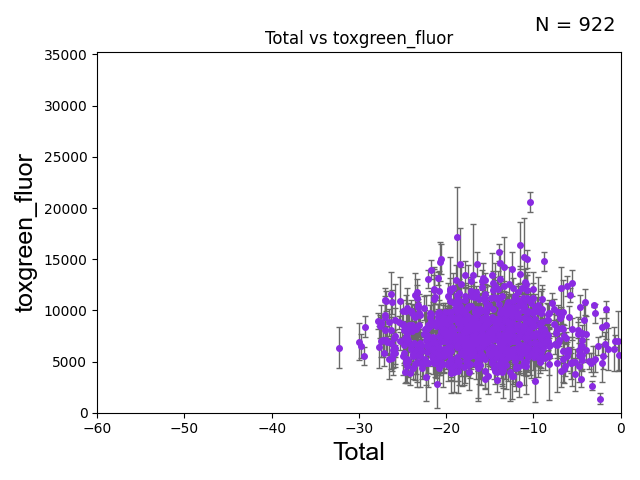 N = 922
Total vs toxgreen_fluor
35000
30000
25000
20000
15000
10000
5000
0
toxgreen_fluor
−60 −50 −40 −30 −20 −10 0
Total